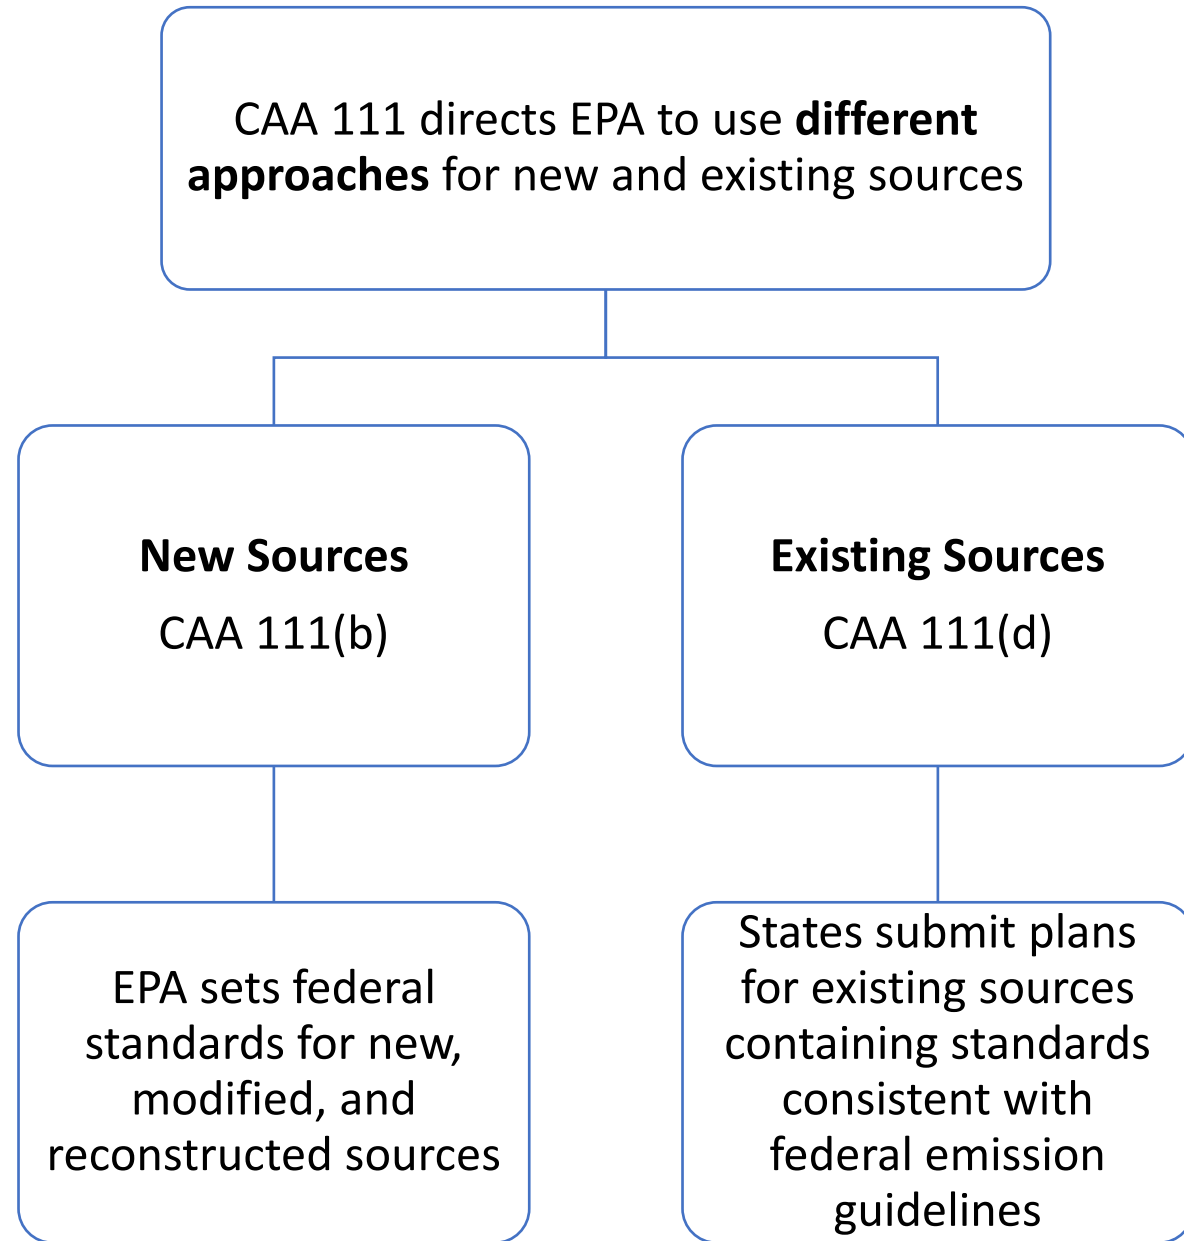 CAA 111 directs EPA to use different
approaches for new and existing sources
New Sources
CAA 111(b)
Existing Sources
CAA 111(d)
EPA sets federal
standards for new,
modified, and
reconstructed sources
States submit plans
for existing sources
containing standards
consistent with
federal emission
guidelines